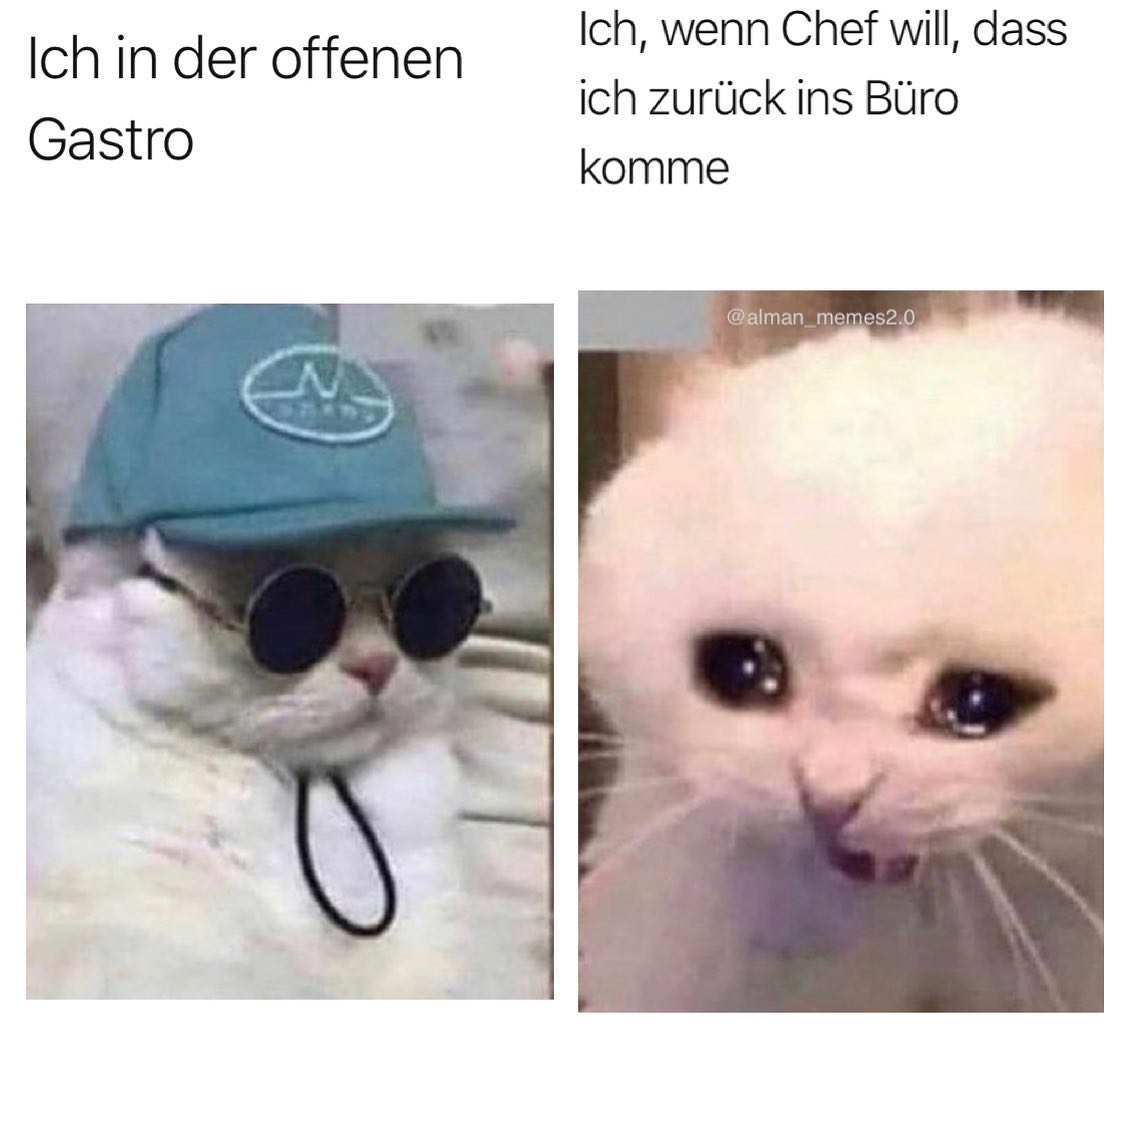 Ich in der offenen
Gastro
Ich, wenn Chef will, dass
ich zurück ins Büro
komme
@alman_memes2.0
N